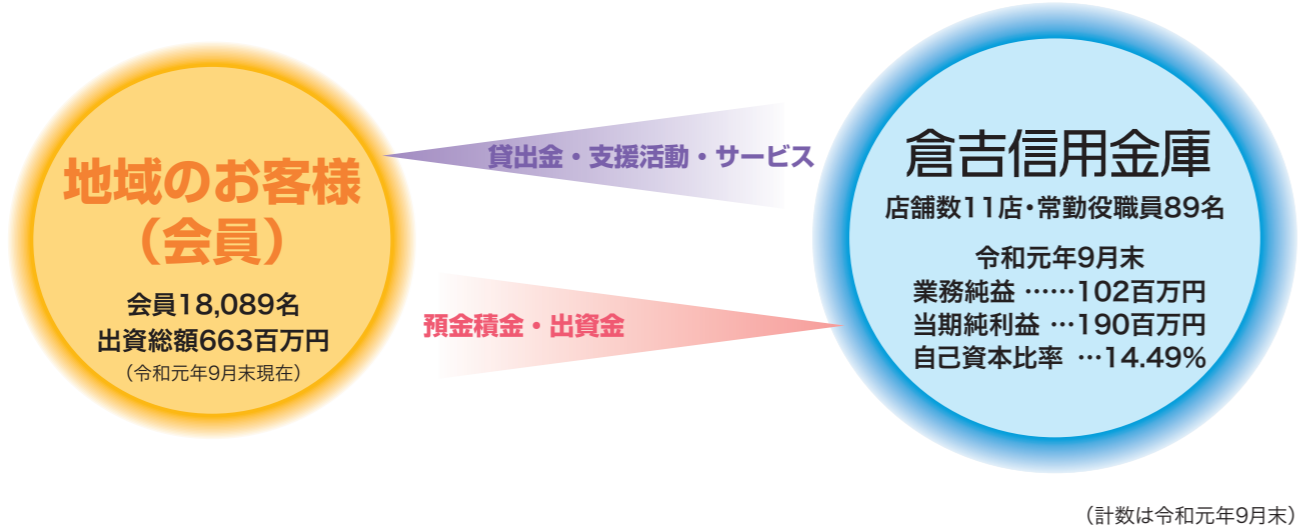 地域のお客様
（会員）
会員18,089名
出資総額663百万円
（令和元年9月末現在）
貸出金・支援活動・サービス
預金積金・出資金
倉吉信用金庫
店舗数11店・常勤役職員89名
令和元年9月末
業務純益 ……102百万円
当期純利益 …190百万円
自己資本比率 …14.49%
（計数は令和元年9月末）